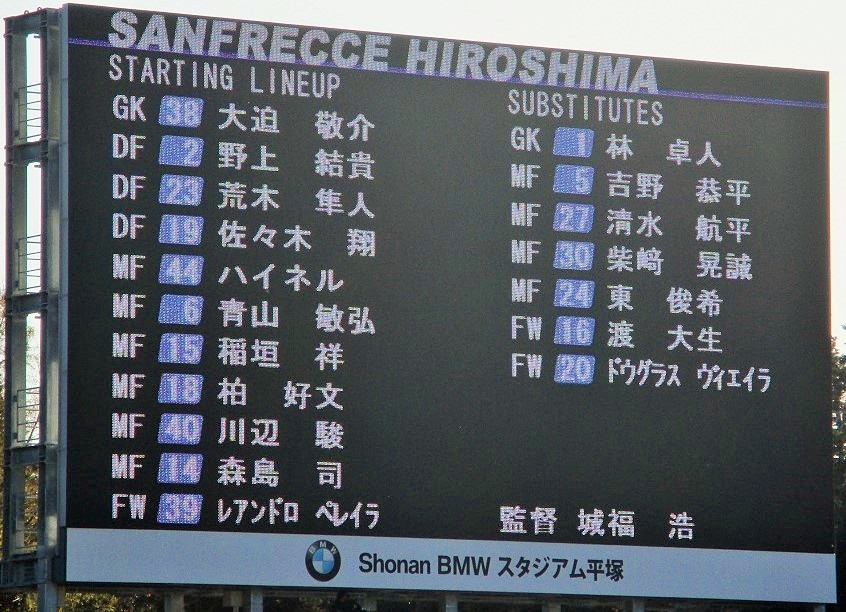 SANFRECCE HIROSHIMA
STARTING LINEUP
GK 38 大迫 敬介
DF 2 野上 結貴
DF 23 荒木 隼人
DF 19 佐々木 翔
MF 44 ハイネル
MF 6 青山 敏弘
MF 15 稲垣 祥
MF 18 柏 好文
MF 40 川辺 駿
MF 14 森島 司
FW 39 レアンドロ ペレイラ
SUBSTITUTES
GK 1 林 卓人
MF 5 吉野 恭平
MF 27 清水 航平
MF 30 柴﨑 晃誠
MF 24 東 俊希
FW 16 渡 大生
FW 20 ドウグラス ヴィエイラ
監督 城福 浩
BMW
Shonan BMW スタジアム平塚